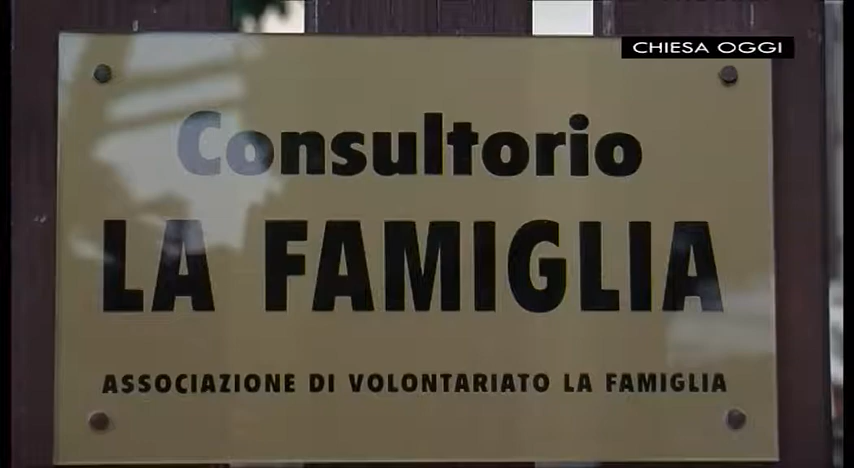 CHIESA OGGI
Consultorio
LA FAMIGLIA
ASSOCIAZIONE DI VOLONTARIATO LA FAMIGLIA